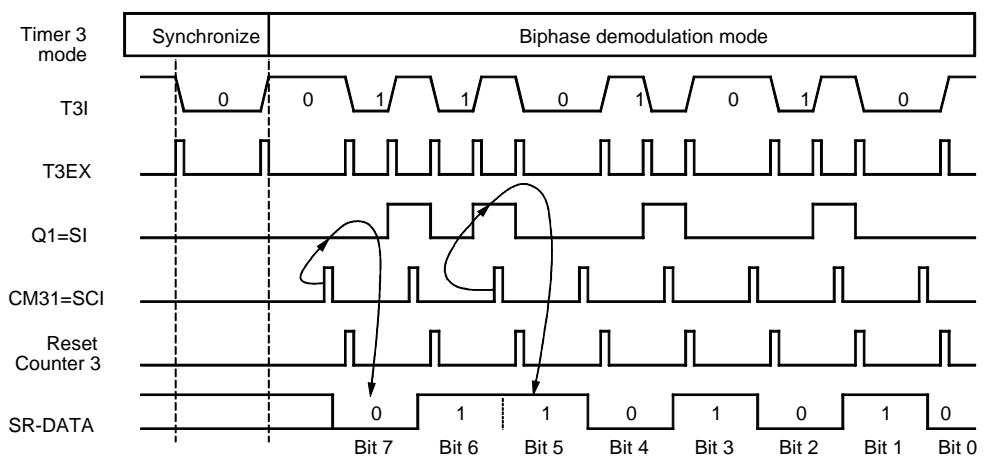 Timer 3
mode
Synchronize
Biphase demodulation mode
T3I
0 0 1 1 0 1 0 1 0
T3EX
Q1=SI
CM31=SCI
Reset
Counter 3
SR-DATA
0 1 1 0 1 0 1 0
Bit 7 Bit 6 Bit 5 Bit 4 Bit 3 Bit 2 Bit 1 Bit 0